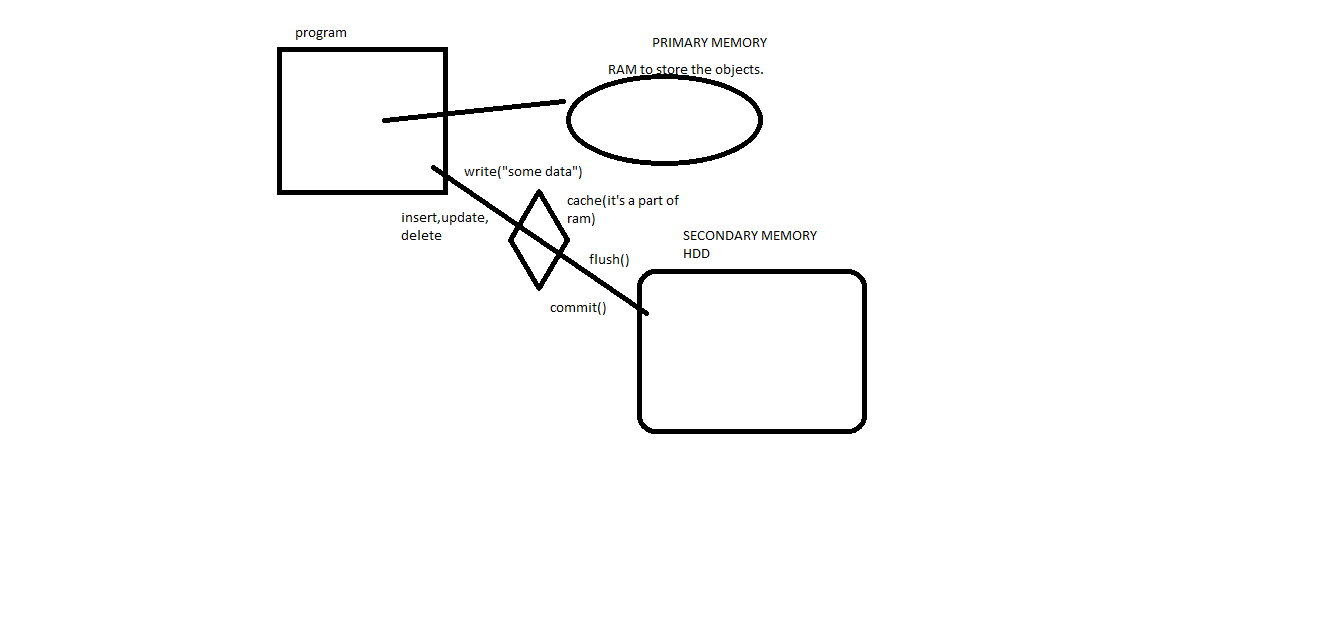 program
PRIMARY MEMORY
RAM to store the objects.
write("some data")
cache(it's a part of
ram)
insert,update,
delete
SECONDARY MEMORY
HDD
flush()
commit()